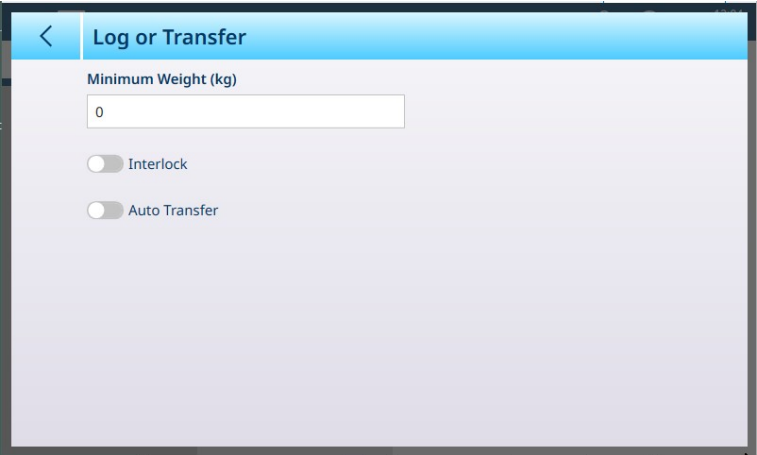 Log or Transfer
Minimum Weight (kg)
0
Interlock
Auto Transfer